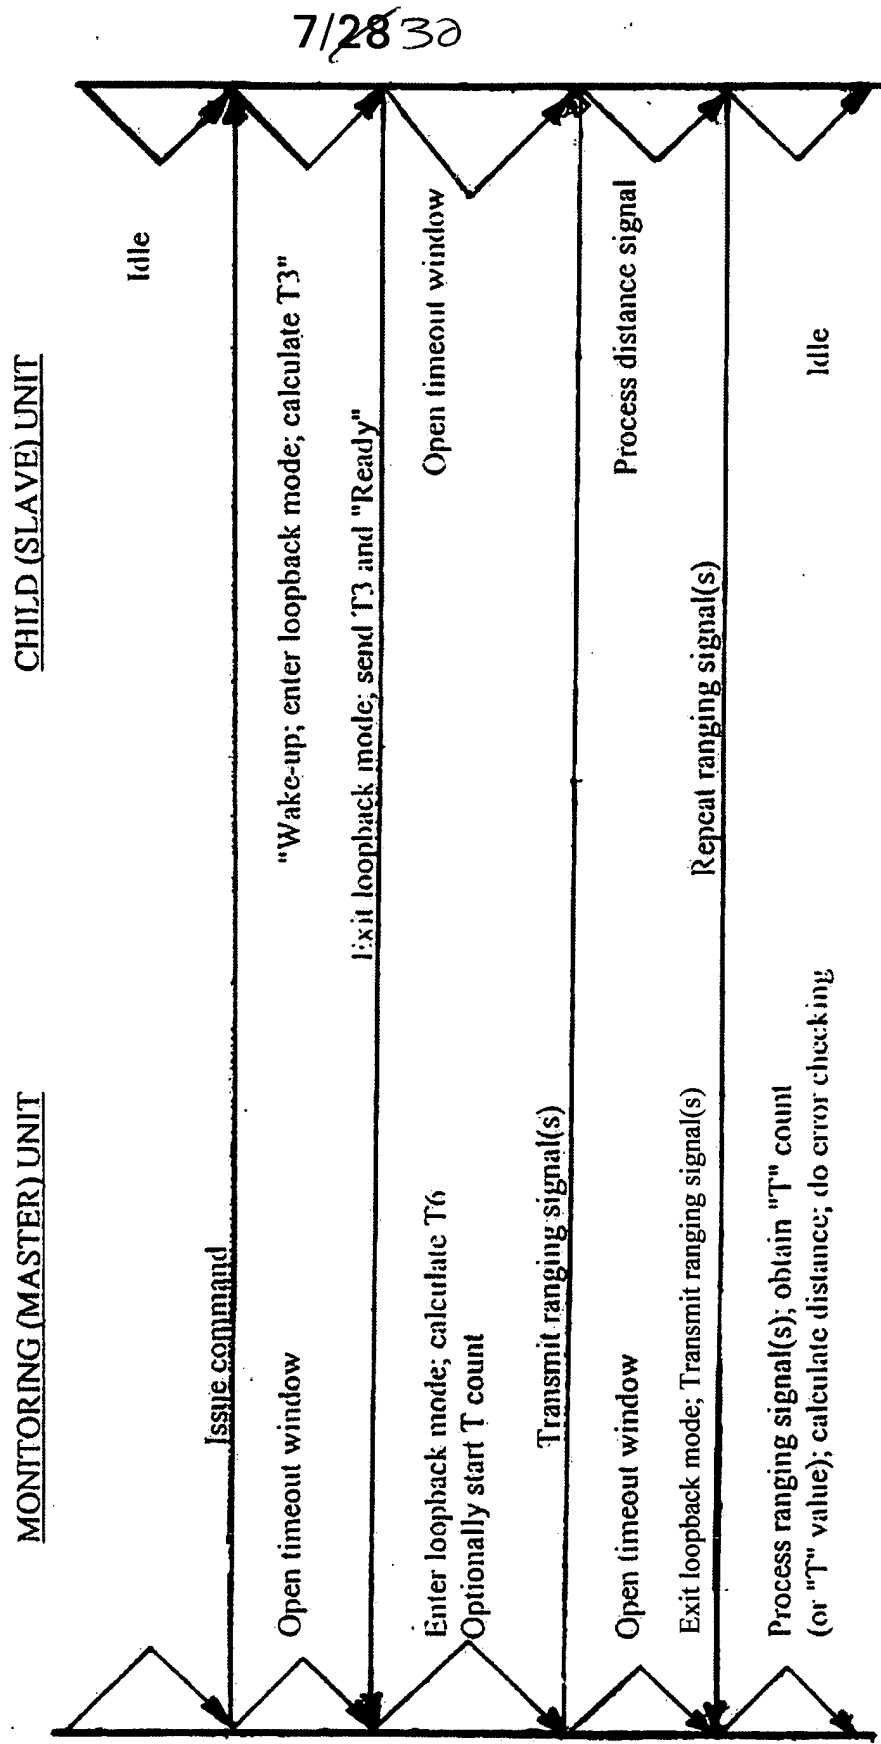 7/28 30
MONITORING (MASTER) UNIT
CHILD (SLAVE) UNIT
Idle
Issue command
Open timeout window
"Wake-up; enter loopback mode; calculate T3"
Exit loopback mode; send T3 and "Ready"
Enter loopback mode; calculate T6
Optionally start T count
Open timeout window
Transmit ranging signal(s)
Open timeout window
Process distance signal
Exit loopback mode; Transmit ranging signal(s)
Repeat ranging signal(s)
Process ranging signal(s); obtain "T" count
(or "T" value); calculate distance; do error checking
Idle